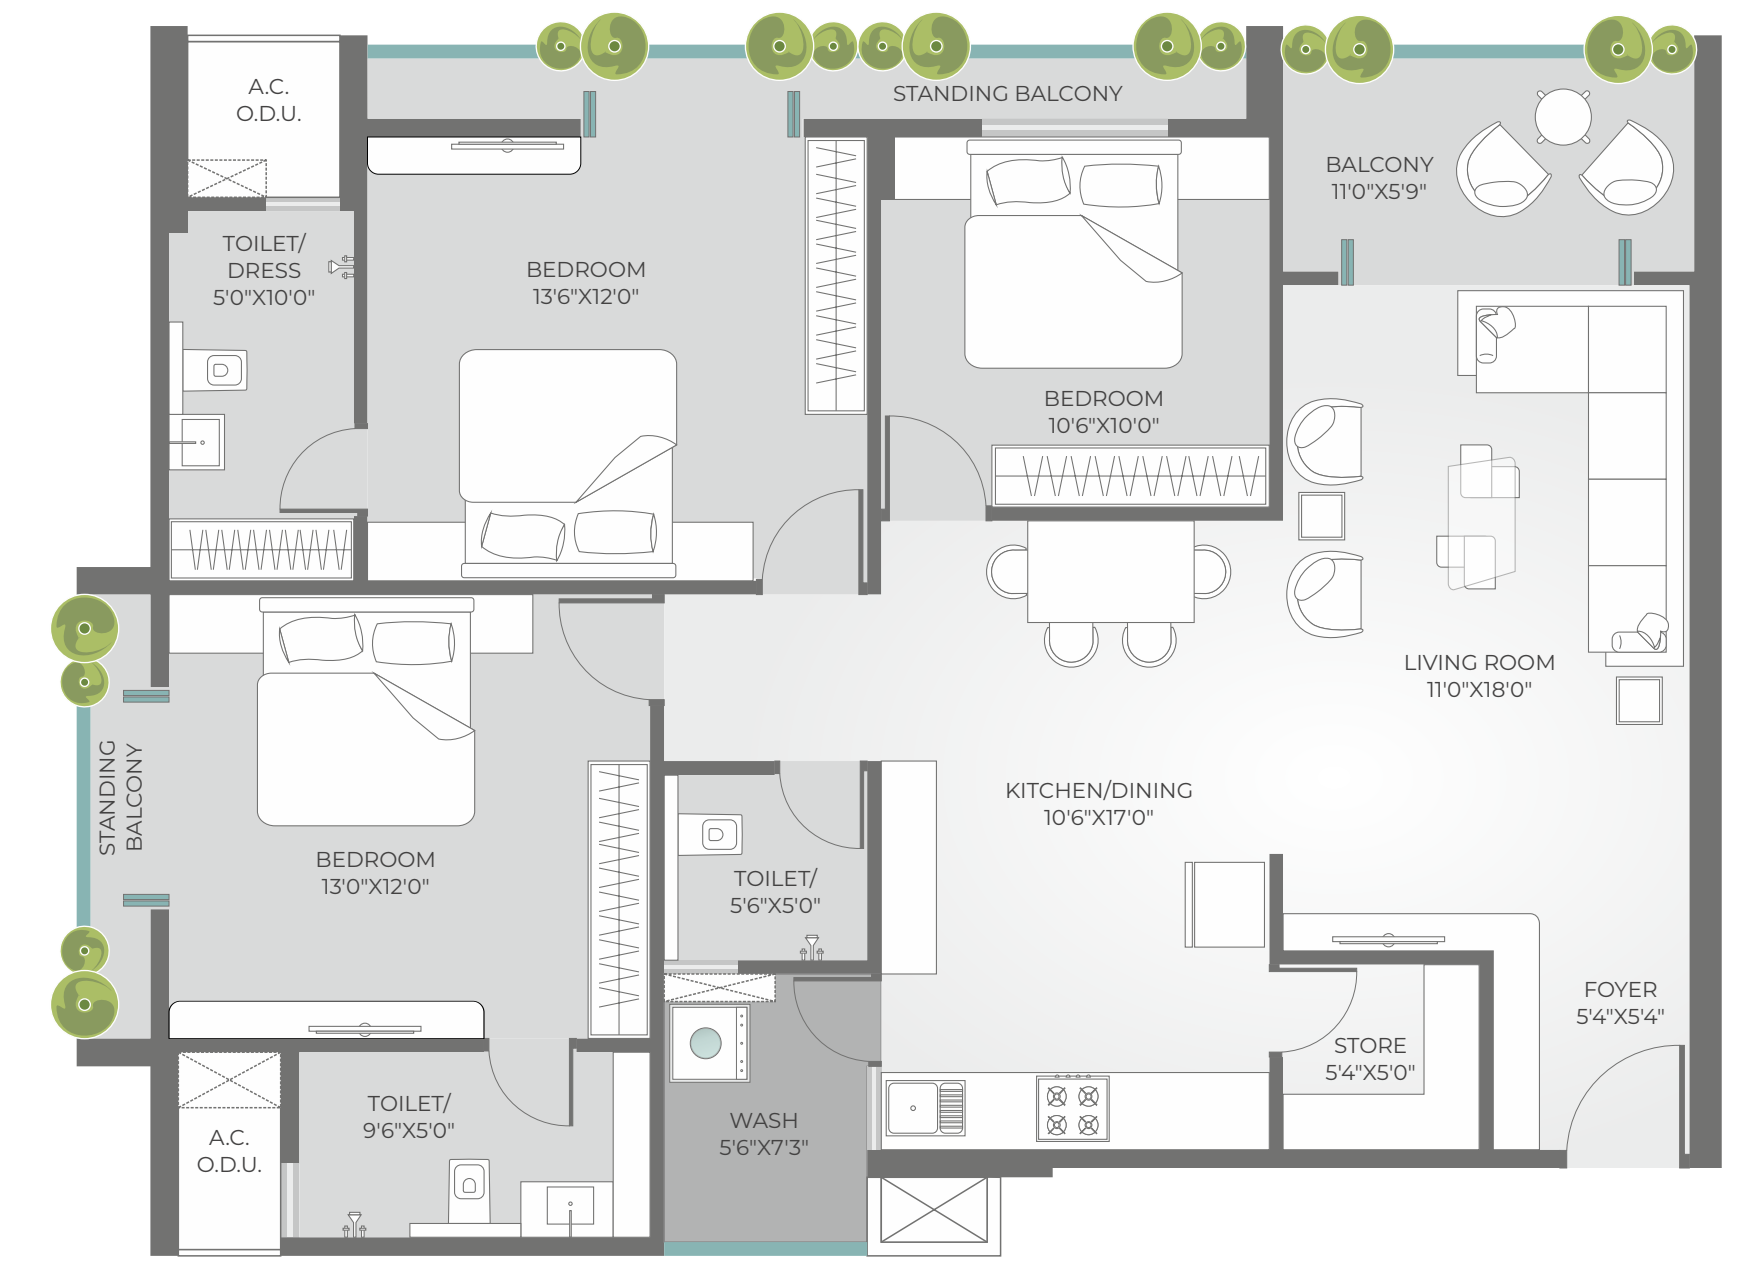 A.C.
O.D.U.
STANDING BALCONY
BALCONY
11'0"X5'9"
TOILET/
DRESS
5'0"X10'0"
BEDROOM
13'6"X12'0"
BEDROOM
10'6"X10'0"
LIVING ROOM
11'0"X18'0"
STANDING
BALCONY
BEDROOM
13'0"X12'0"
KITCHEN/DINING
10'6"X17'0"
TOILET/
5'6"X5'0"
FOYER
5'4"X5'4"
STORE
5'4"X5'0"
TOILET/
9'6"X5'0"
WASH
5'6"X7'3"
A.C.
O.D.U.